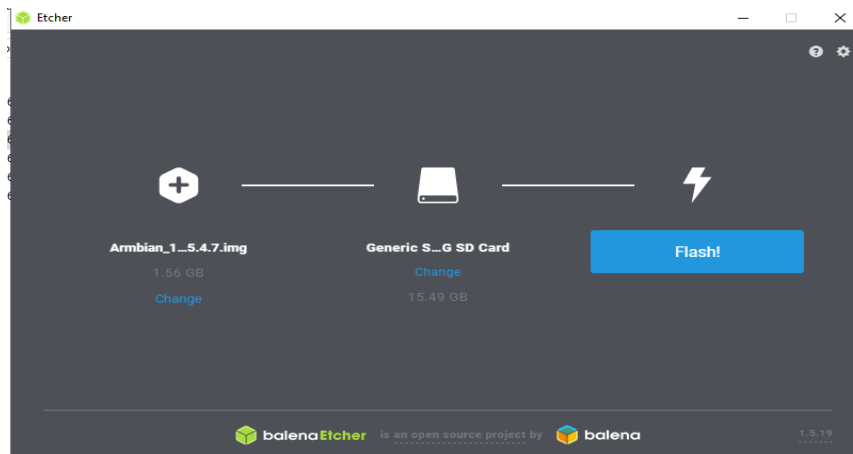 Etcher
Armbian_1...5.4.7.img
Generic S...G SD Card
Flash!
1.56 GB
Change
Change
15.49 GB
balenaEtcher is an open source project by balena
1.5.19